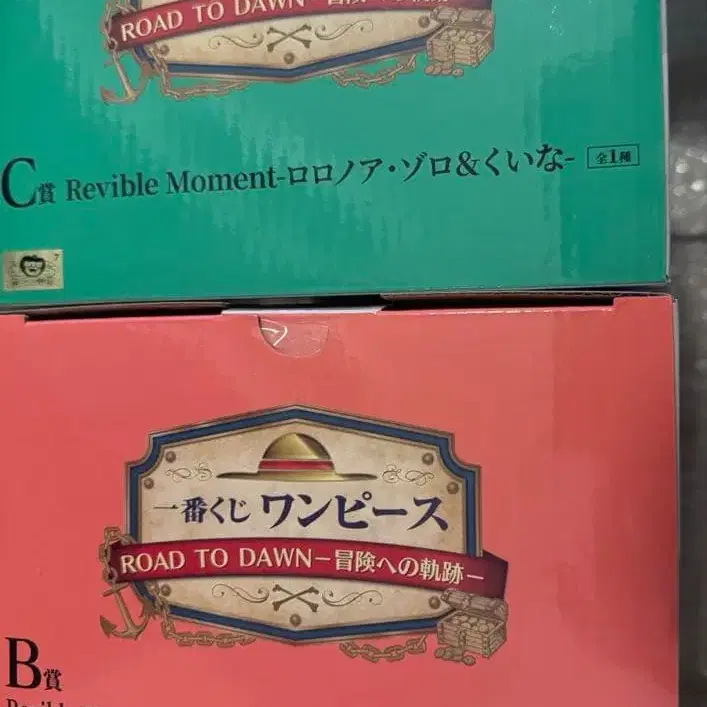 ROAD TO DAWN
C賞 Revible Moment-ロロノア・ゾロ&くいな- 全1種
一番くじ ワンピース
ROAD TO DAWN-冒険への軌跡-
B賞